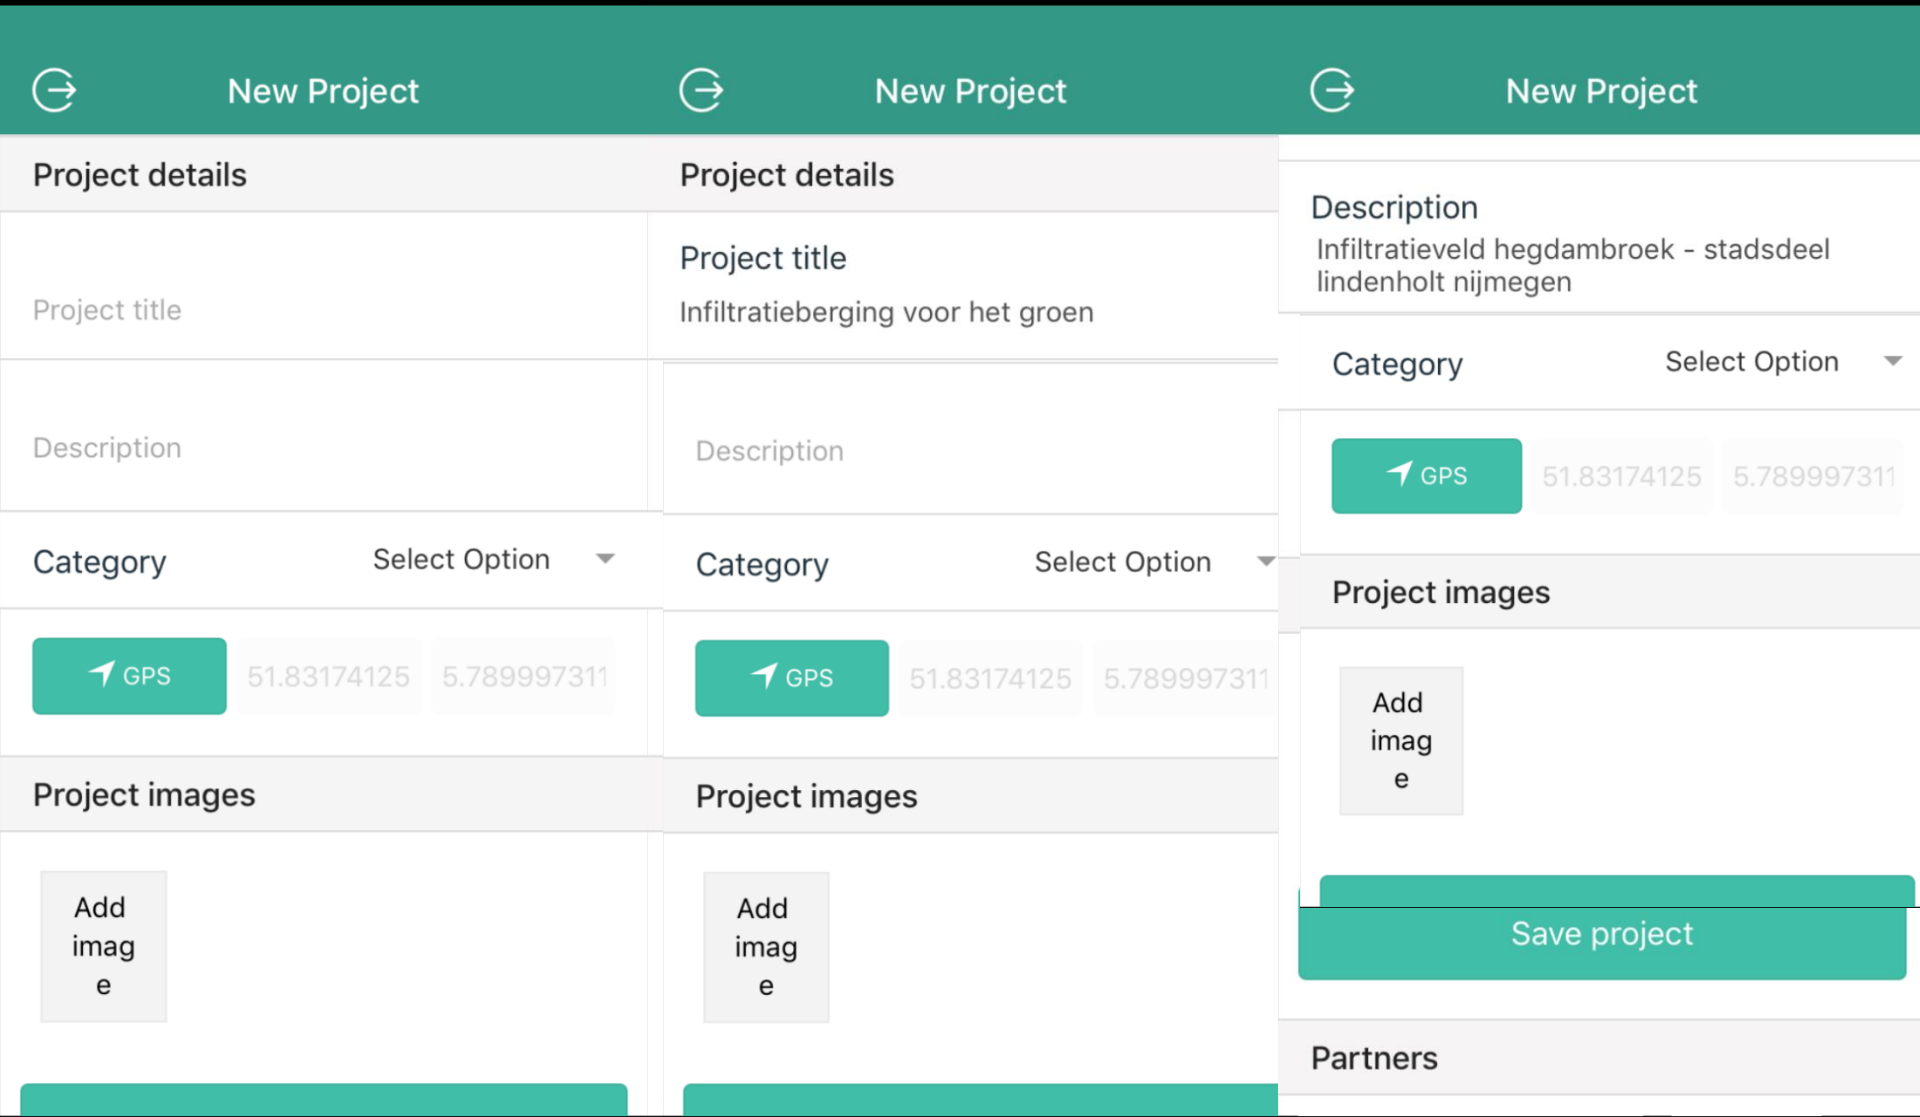 New Project
Project details
Project title
Description
Category Select Option
GPS 51.83174125 5.789997311
Project images
Add
imag
e
New Project
Project details
Project title
Infiltratieberging voor het groen
Description
Category Select Option
GPS 51.83174125 5.789997311
Project images
Add
imag
e
New Project
Description
Infiltratieveld hegdambroek - stadsdeel
lindenholt nijmegen
Category Select Option
GPS 51.83174125 5.789997311
Project images
Add
imag
e
Save project
Partners